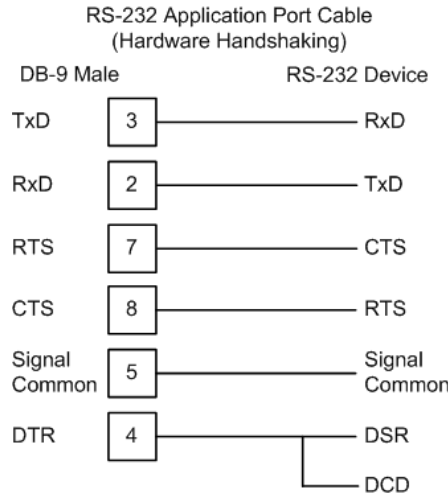 RS-232 Application Port Cable
(Hardware Handshaking)
DB-9 Male RS-232 Device
TxD 3 RxD
RxD 2 TxD
RTS 7 CTS
CTS 8 RTS
Signal Common 5 Signal Common
DTR 4 DSR
DCD